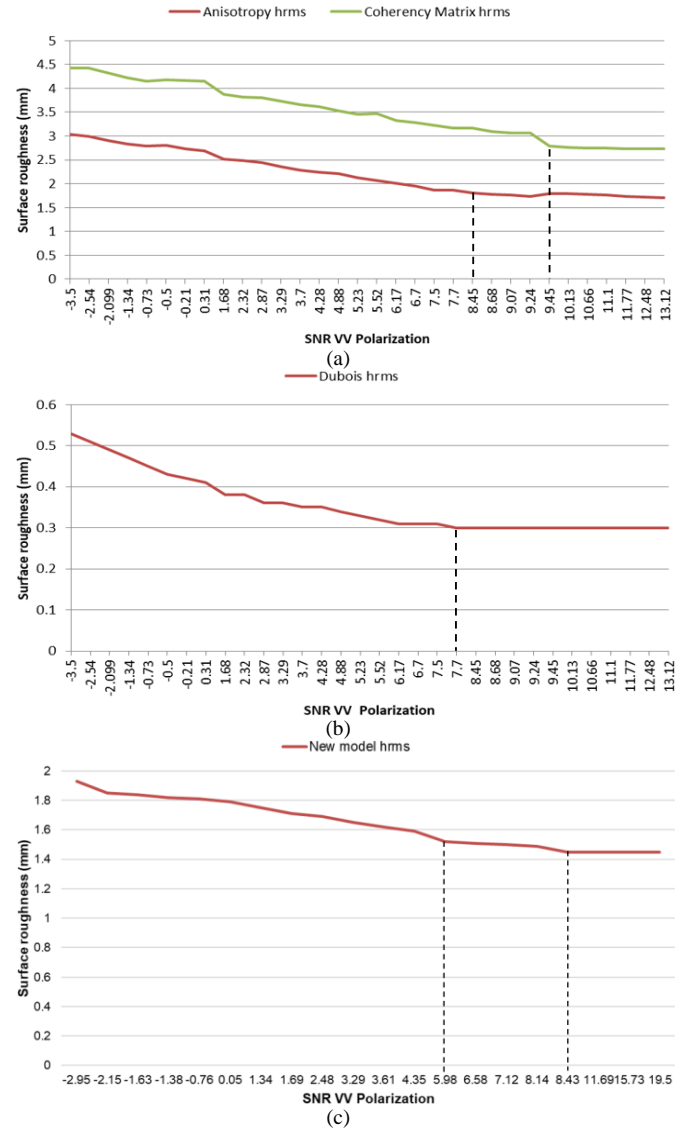 Anisotropy hrms Coherency Matrix hrms
5
4.5
4
3.5
3
2.5
2
1.5
1
0.5
0
Surface roughness (mm)
-3.5 -2.54 -2.099 -1.34 -0.73 -0.5 -0.21 0.31 1.68 2.32 2.87 3.29 3.7 4.28 4.88 5.23 5.52 6.17 6.7 7.5 7.7 8.45 8.68 9.07 9.24 9.45 10.13 10.66 11.1 11.77 12.48 13.12
SNR VV Polarization
(a)
Dubois hrms
0.6
0.5
0.4
0.3
0.2
0.1
0
Surface roughness (mm)
-3.5 -2.54 -2.099 -1.34 -0.73 -0.5 -0.21 0.31 1.68 2.32 2.87 3.29 3.7 4.28 4.88 5.23 5.52 6.17 6.7 7.5 7.7 8.45 8.68 9.07 9.24 9.45 10.13 10.66 11.1 11.77 12.48 13.12
SNR VV Polarization
(b)
New model hrms
2
1.8
1.6
1.4
1.2
1
0.8
0.6
0.4
0.2
0
Surface roughness (mm)
-2.95 -2.15 -1.63 -1.38 -0.76 0.05 1.34 1.69 2.48 3.29 3.61 4.35 5.98 6.58 7.12 8.14 8.43 11.69 15.73 19.5
SNR VV Polarization
(c)